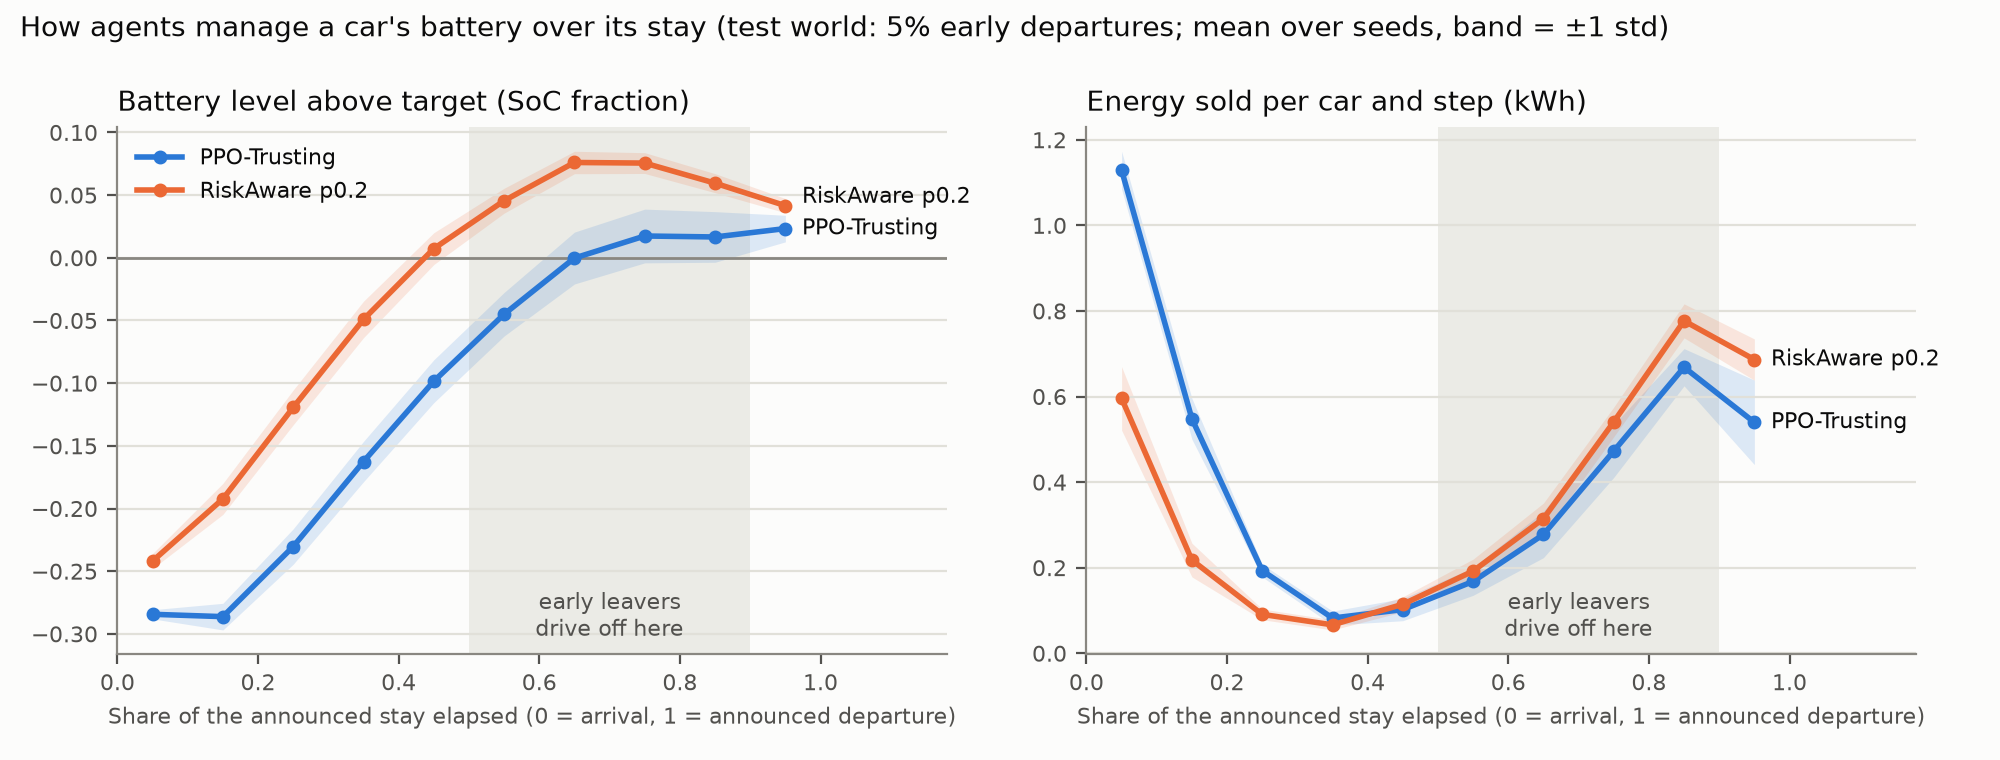 How agents manage a car's battery over its stay (test world: 5% early departures; mean over seeds, band = ±1 std)
Battery level above target (SoC fraction)
0.10
0.05
0.00
−0.05
−0.10
−0.15
−0.20
−0.25
−0.30
PPO-Trusting
RiskAware p0.2
RiskAware p0.2
PPO-Trusting
early leavers
drive off here
0.0 0.2 0.4 0.6 0.8 1.0
Share of the announced stay elapsed (0 = arrival, 1 = announced departure)
Energy sold per car and step (kWh)
1.2
1.0
0.8
0.6
0.4
0.2
0.0
RiskAware p0.2
PPO-Trusting
early leavers
drive off here
0.0 0.2 0.4 0.6 0.8 1.0
Share of the announced stay elapsed (0 = arrival, 1 = announced departure)